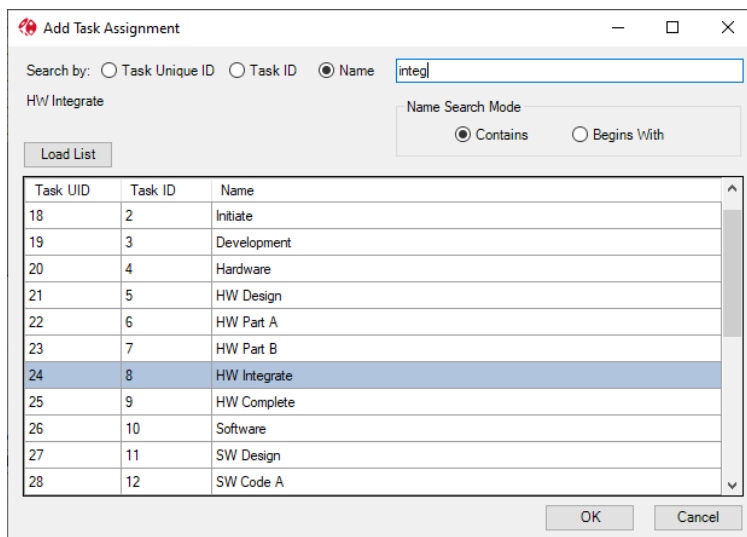 Add Task Assignment
Search by: Task Unique ID Task ID Name integ
HW Integrate
Name Search Mode
Contains Begins With
Load List
Task UID Task ID Name
18 2 Initiate
19 3 Development
20 4 Hardware
21 5 HW Design
22 6 HW Part A
23 7 HW Part B
24 8 HW Integrate
25 9 HW Complete
26 10 Software
27 11 SW Design
28 12 SW Code A
OK Cancel